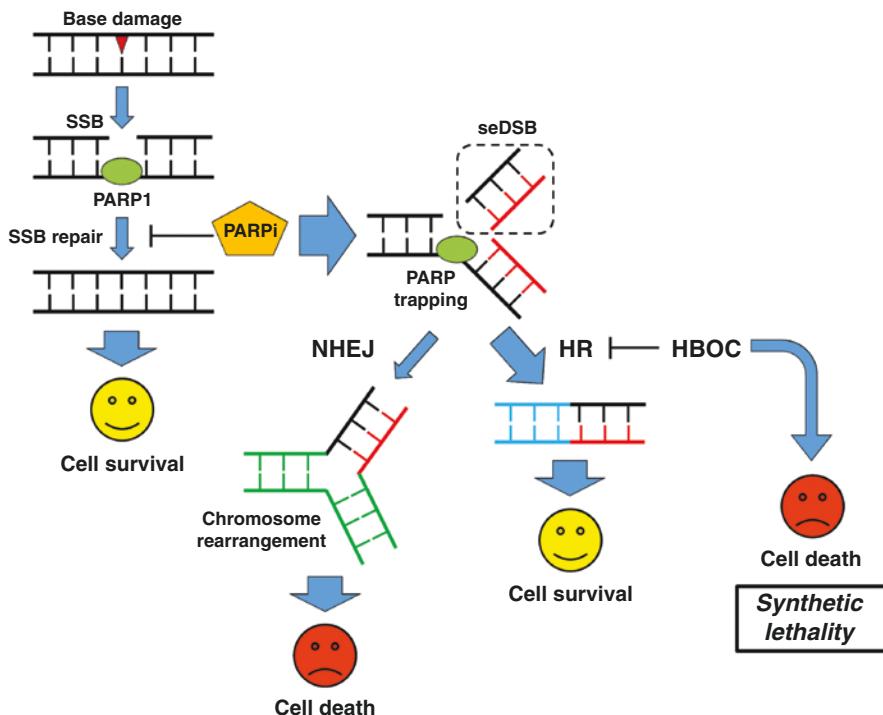 Base damage
SSB
PARP1
SSB repair
PARPi
seDSB
PARP
trapping
NHEJ
HR
HBOC
Cell survival
Chromosome
rearrangement
Cell death
Cell survival
Cell death
Synthetic
lethality